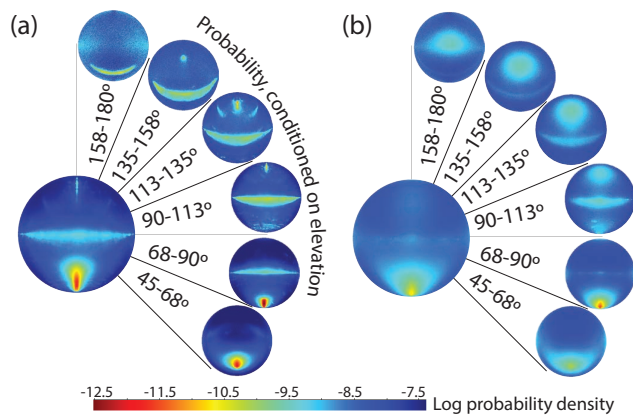 (a)
Probability, conditioned on elevation
158-180º
135-158º
113-135º
90-113º
68-90º
45-68º
(b)
158-180º
135-158º
113-135º
90-113º
68-90º
45-68º
-12.5 -11.5 -10.5 -9.5 -8.5 -7.5
Log probability density